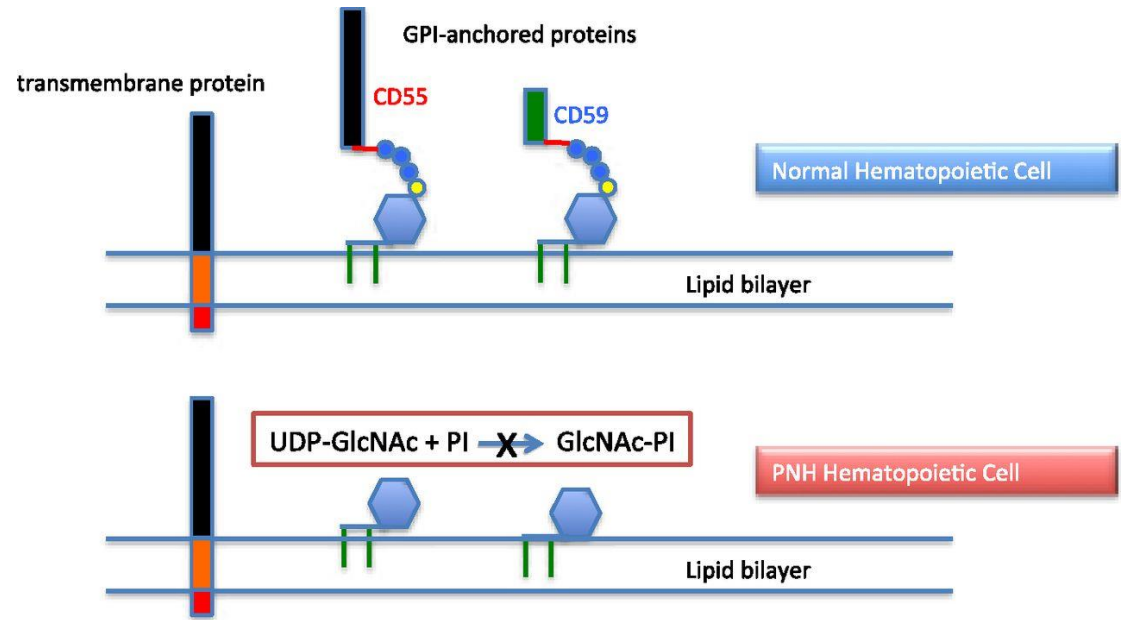 GPI-anchored proteins
transmembrane protein
CD55
CD59
Normal Hematopoietic Cell
Lipid bilayer
UDP-GlcNAc + PI X GlcNAc-PI
PNH Hematopoietic Cell
Lipid bilayer